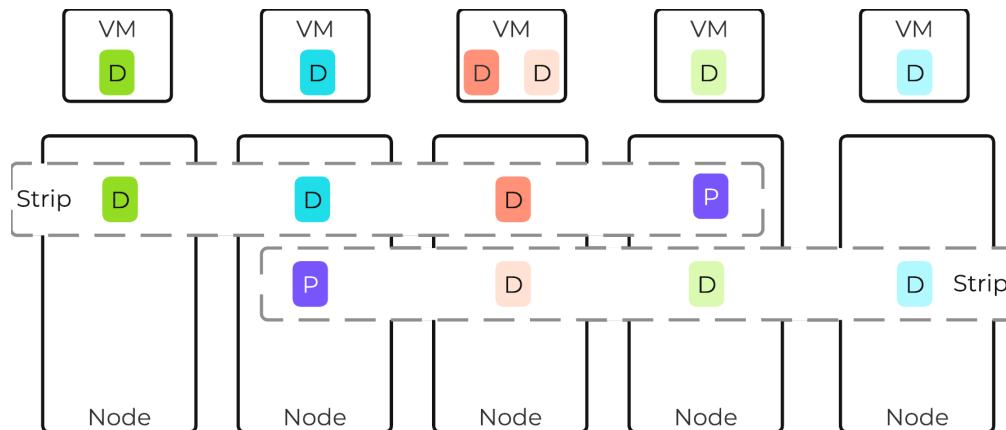 VM VM VM VM VM
D D D D D D
Strip D D D P
P D D D Strip
Node Node Node Node Node